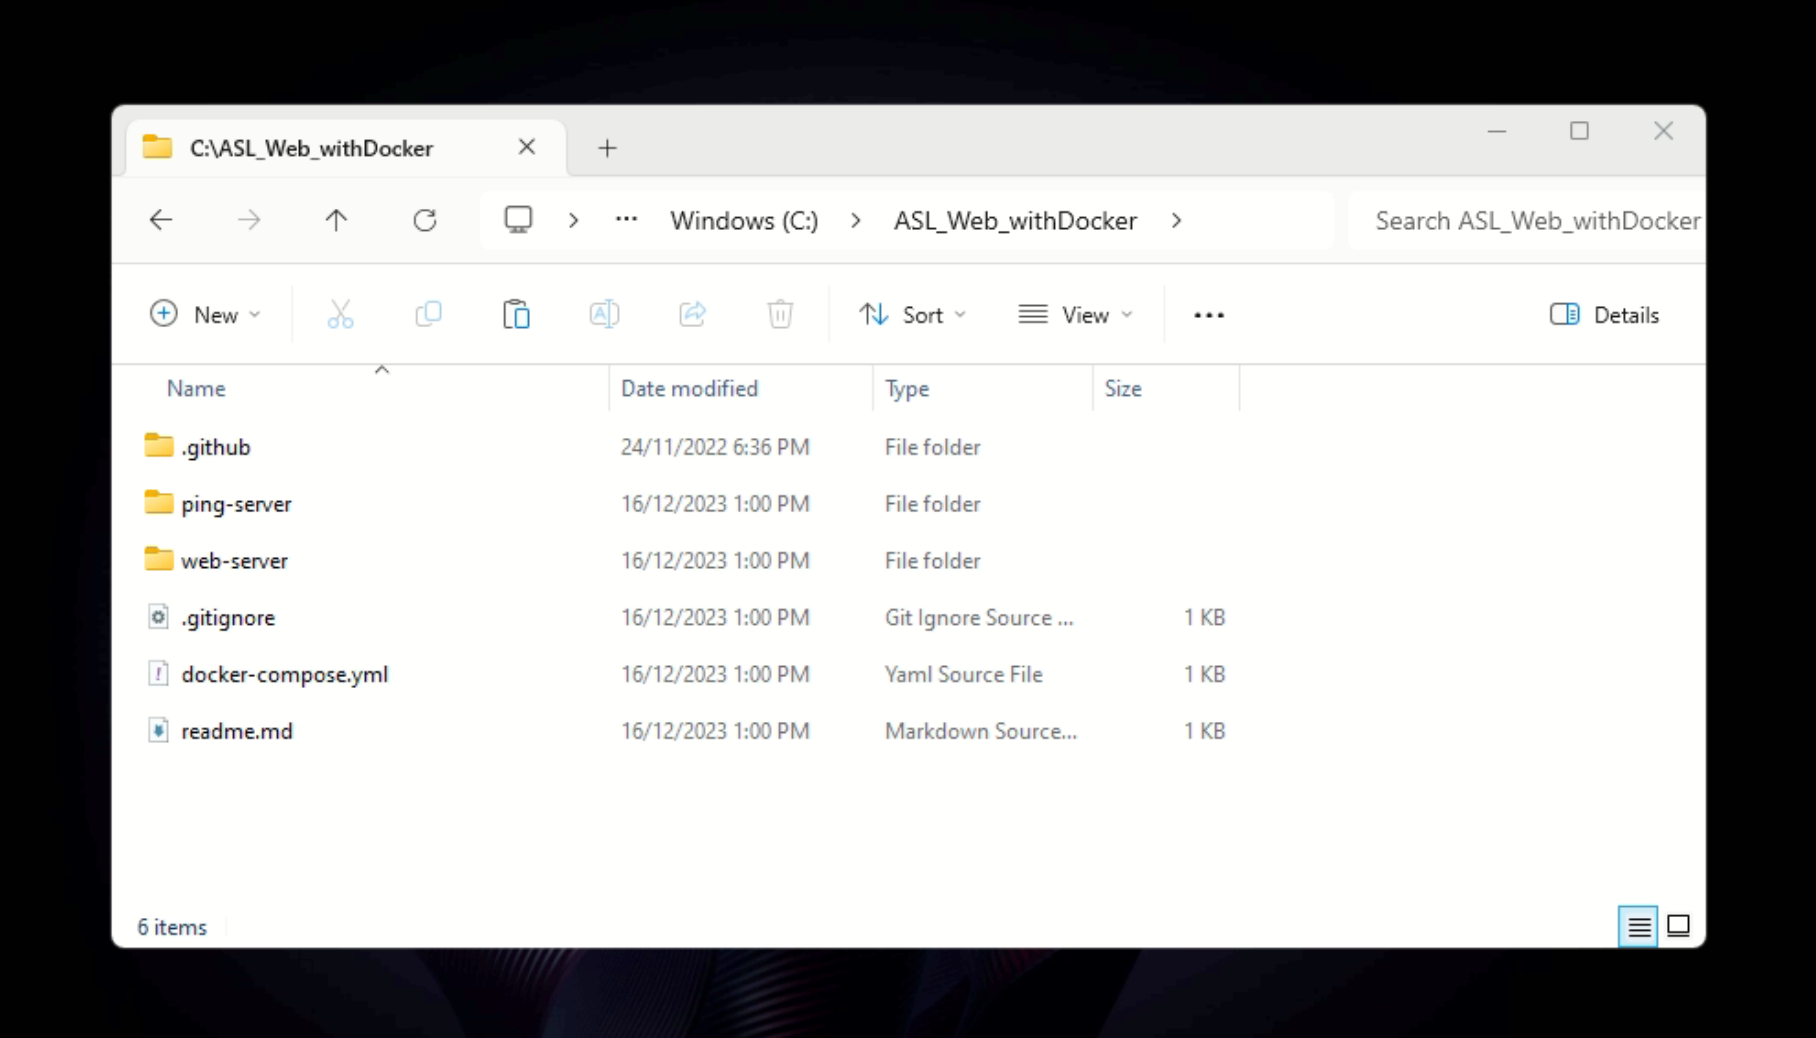 C:\ASL_Web_withDocker
Windows (C:) ASL_Web_withDocker Search ASL_Web_withDocker
New Sort View Details
Name Date modified Type Size
.github 24/11/2022 6:36 PM File folder
ping-server 16/12/2023 1:00 PM File folder
web-server 16/12/2023 1:00 PM File folder
.gitignore 16/12/2023 1:00 PM Git Ignore Source ... 1 KB
docker-compose.yml 16/12/2023 1:00 PM Yaml Source File 1 KB
readme.md 16/12/2023 1:00 PM Markdown Source... 1 KB
6 items